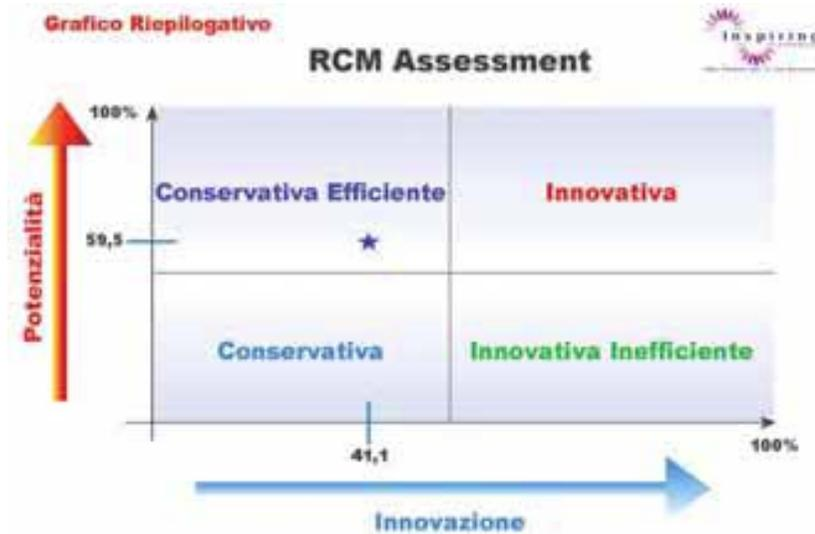 Grafico Riepilogativo
Inspiring
RCM Assessment
100%
Conservativa Efficiente
Innovativa
59,5
Potenzialità
Conservativa
Innovativa Inefficiente
41,1
100%
Innovazione